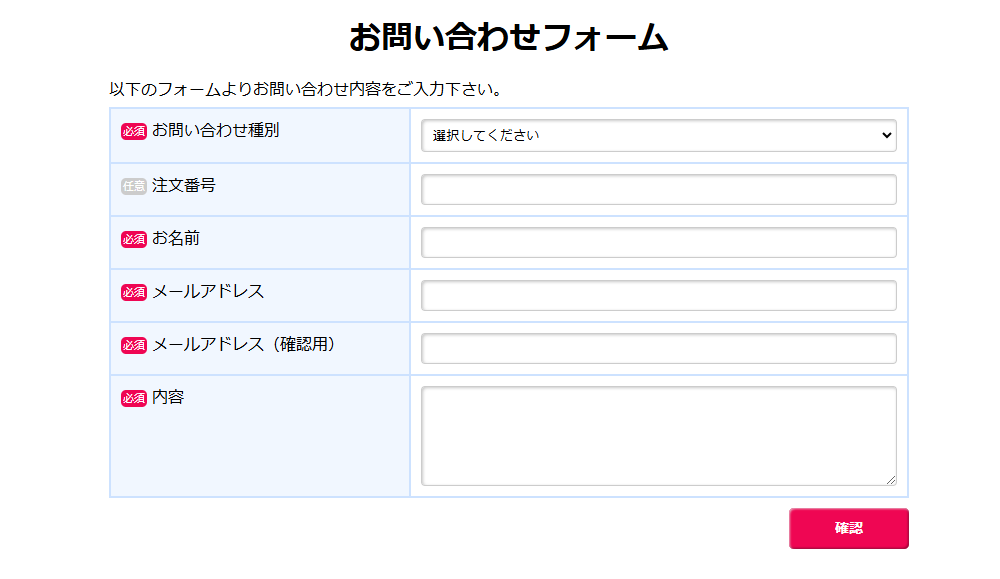 お問い合わせフォーム
以下のフォームよりお問い合わせ内容をご入力下さい。
必須 お問い合わせ種別
選択してください
任意 注文番号
必須 お名前
必須 メールアドレス
必須 メールアドレス（確認用）
必須 内容
確認